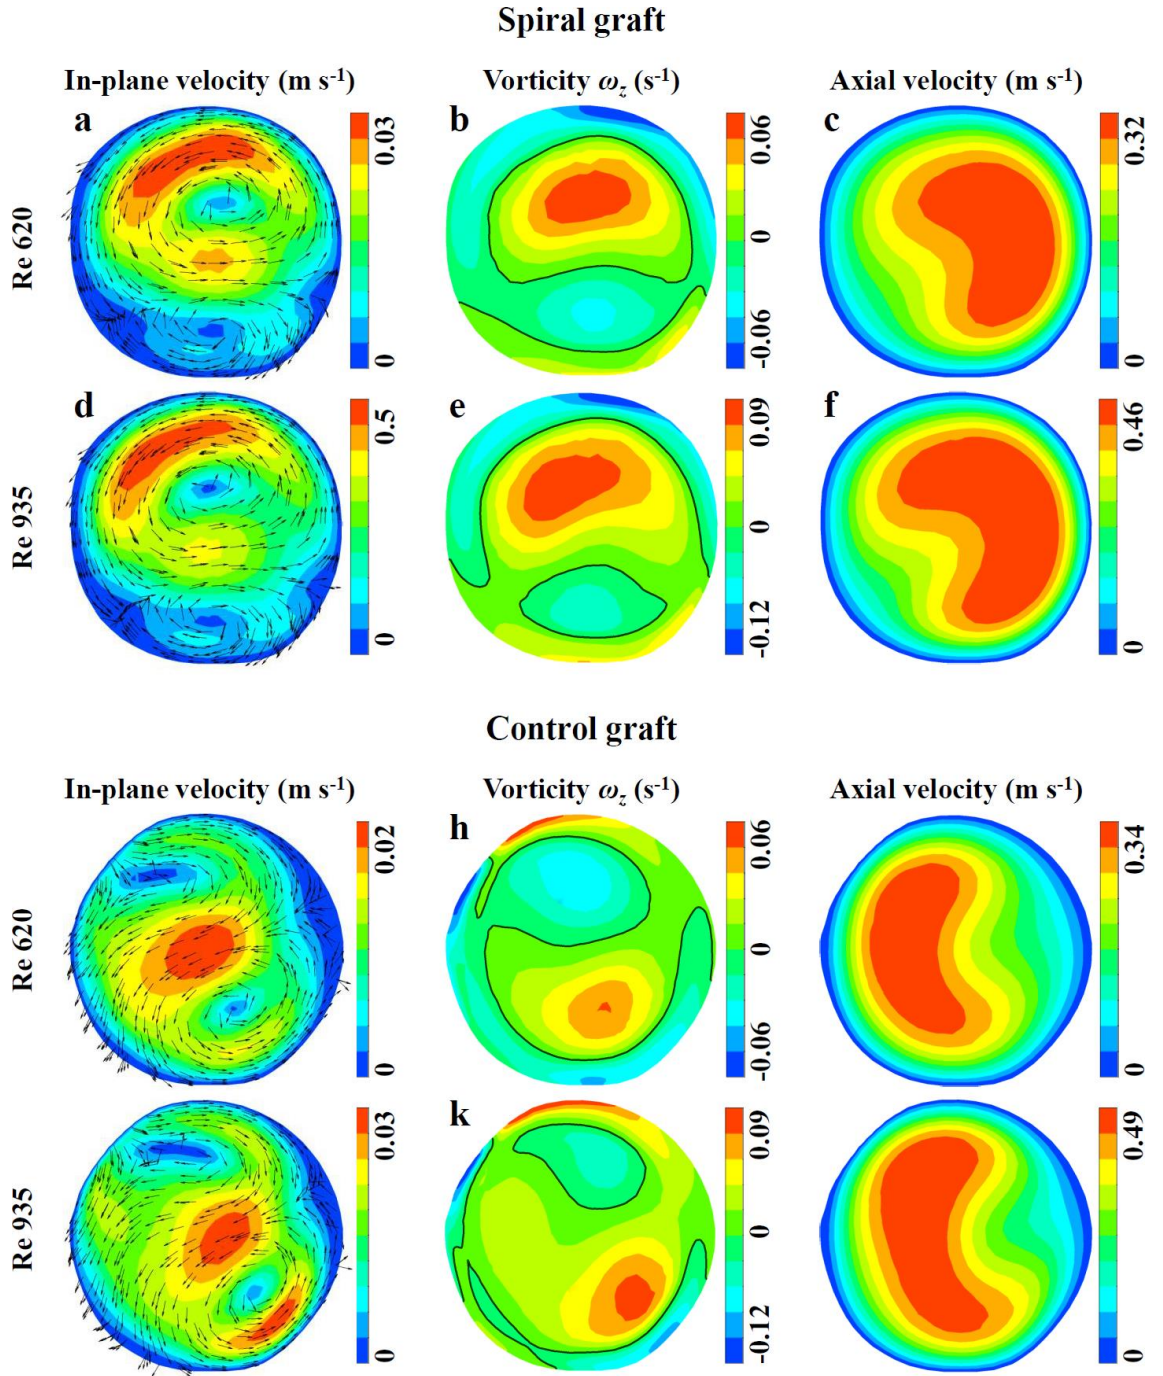 Spiral graft
In-plane velocity (m s⁻¹) Vorticity ω_z (s⁻¹) Axial velocity (m s⁻¹)
Re 620
a 0.03 0 b 0.06 0 -0.06 c 0.32 0
Re 935
d 0.5 0 e 0.09 0 -0.12 f 0.46 0
Control graft
In-plane velocity (m s⁻¹) Vorticity ω_z (s⁻¹) Axial velocity (m s⁻¹)
Re 620
0.02 0 h 0.06 0 -0.06 0.34 0
Re 935
0.03 0 k 0.09 0 -0.12 0.49 0